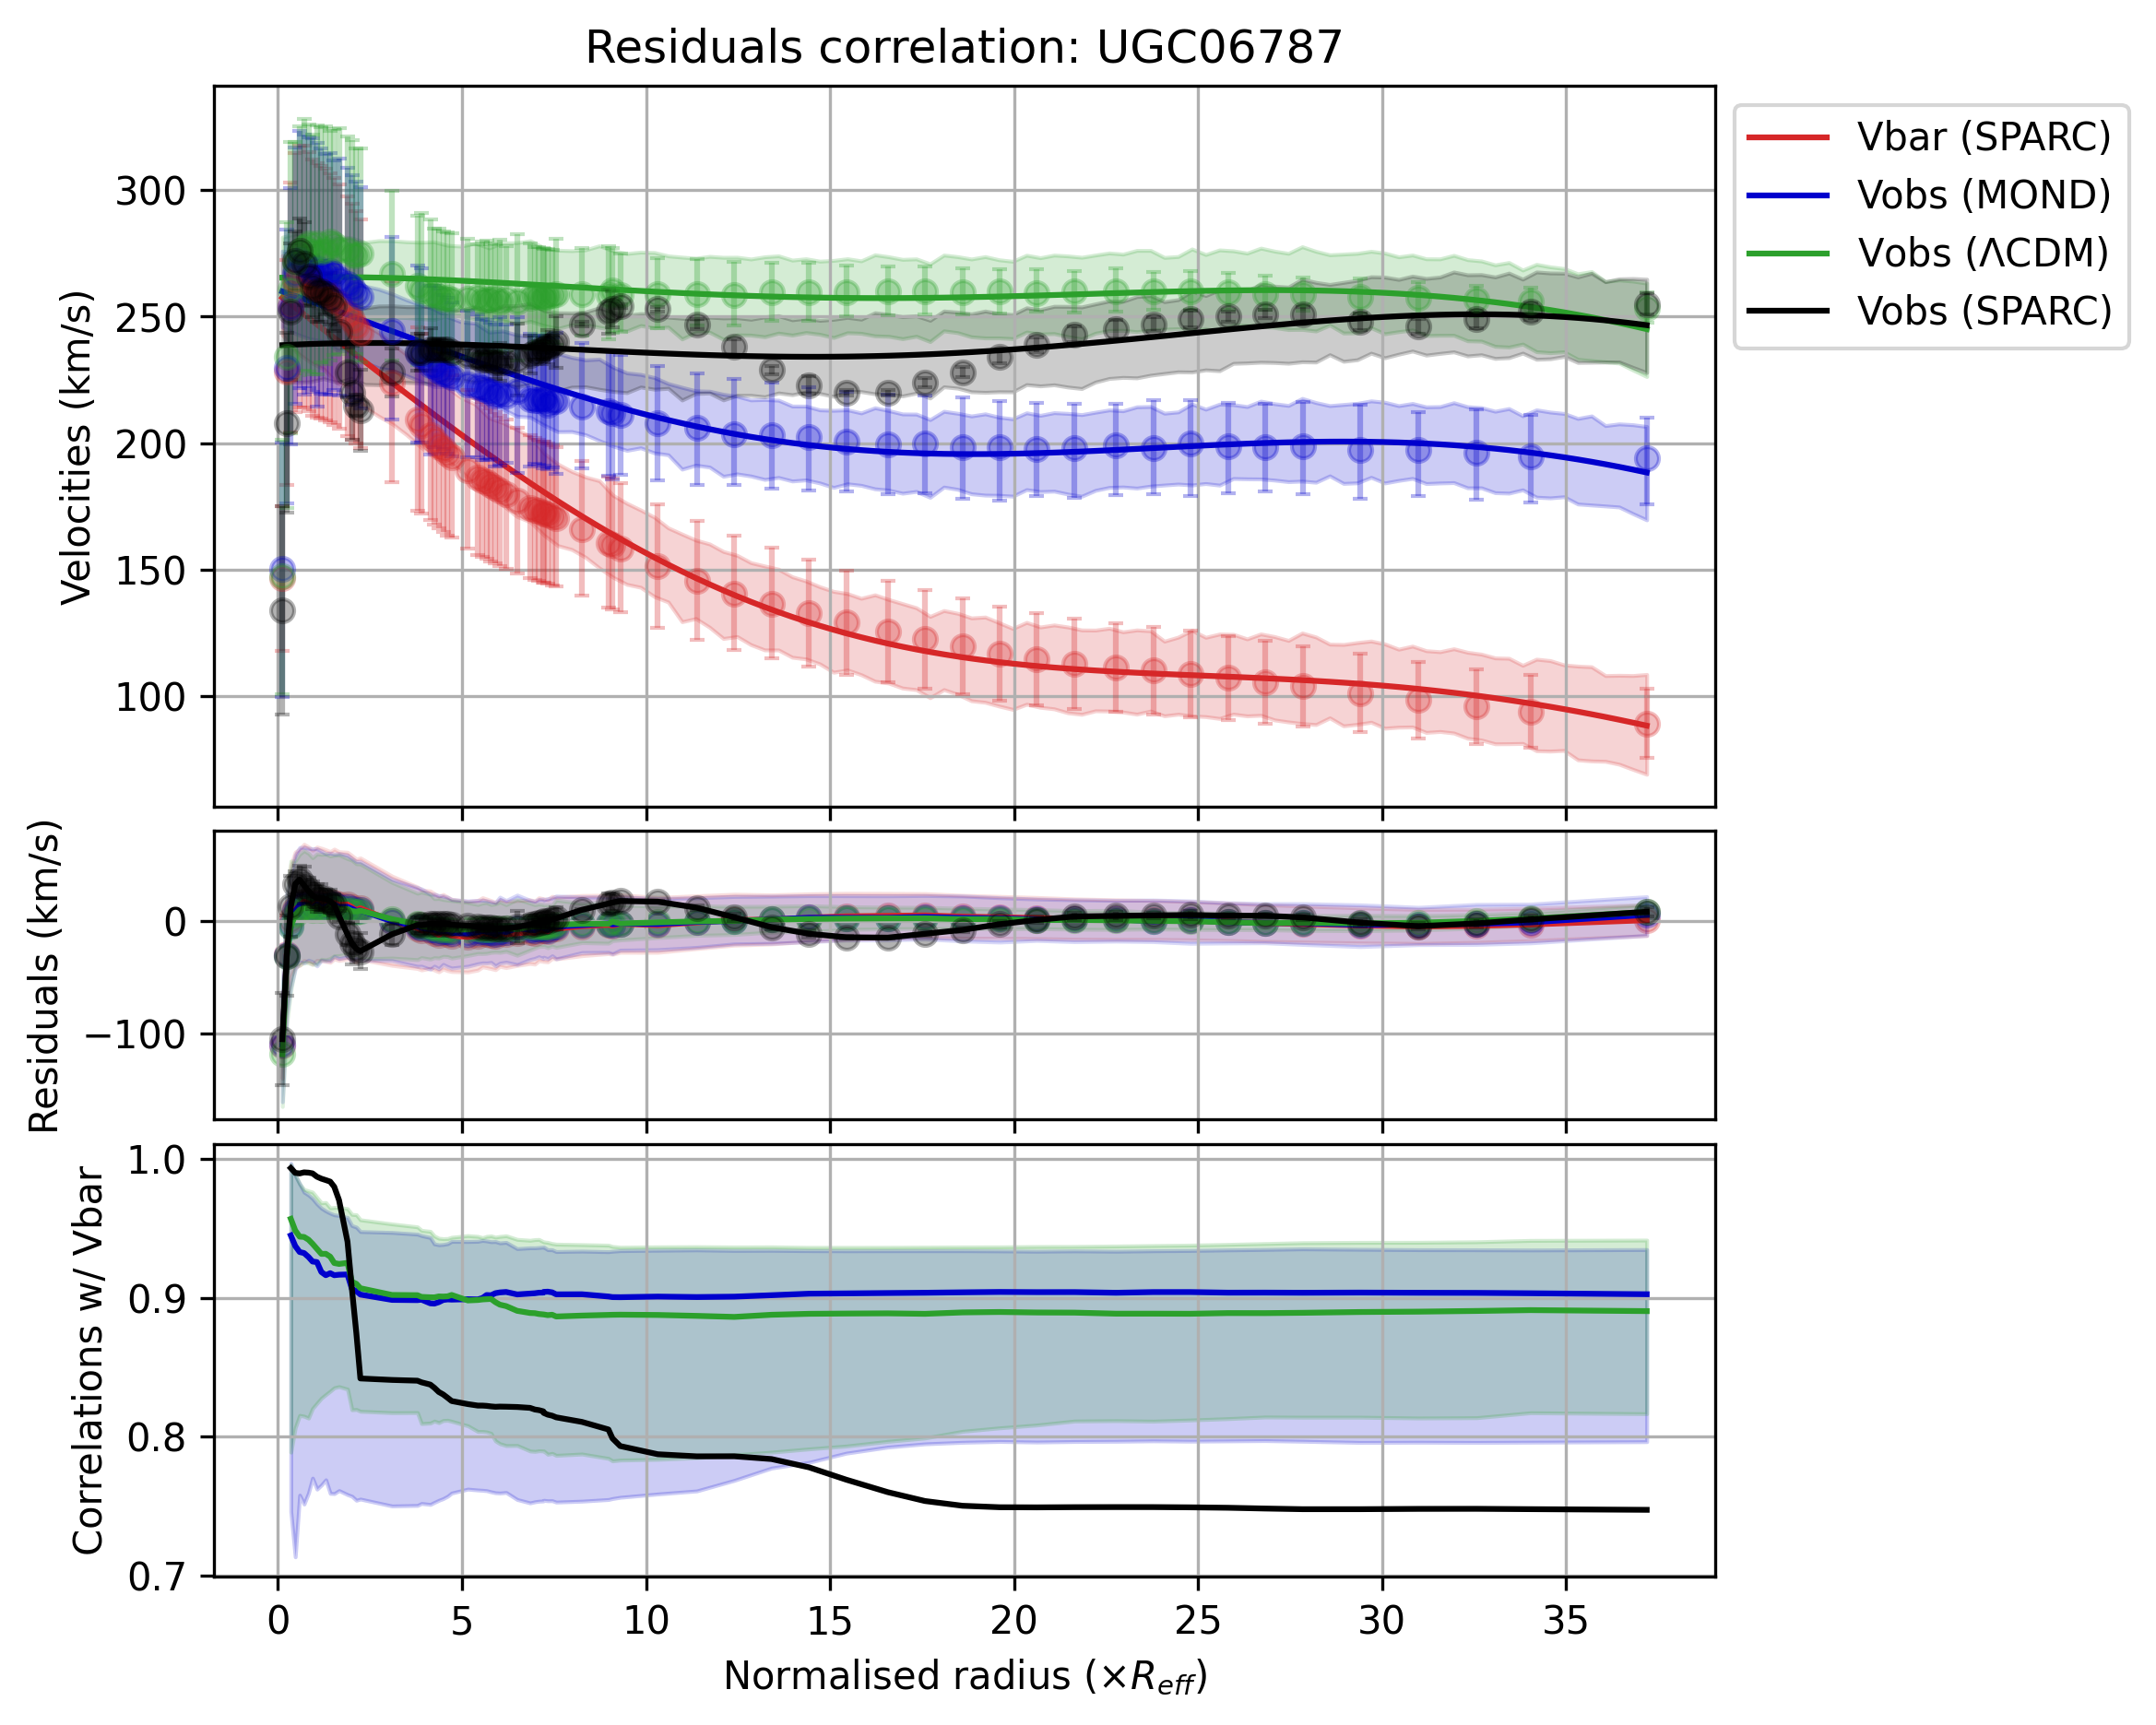 Residuals correlation: UGC06787
Vbar (SPARC)
Vobs (MOND)
Vobs (ΛCDM)
Vobs (SPARC)
Velocities (km/s)
300
250
200
150
100
Residuals (km/s)
0
−100
Correlations w/ Vbar
1.0
0.9
0.8
0.7
0 5 10 15 20 25 30 35
Normalised radius (×R_eff)